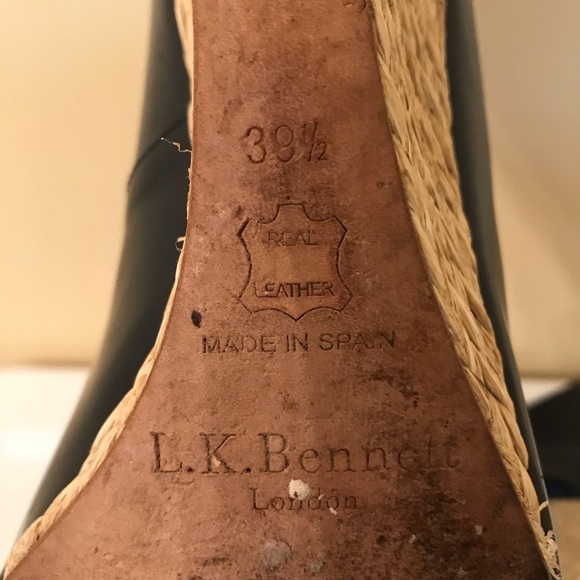 39½
REAL
LEATHER
MADE IN SPAIN
L.K.Bennett
London